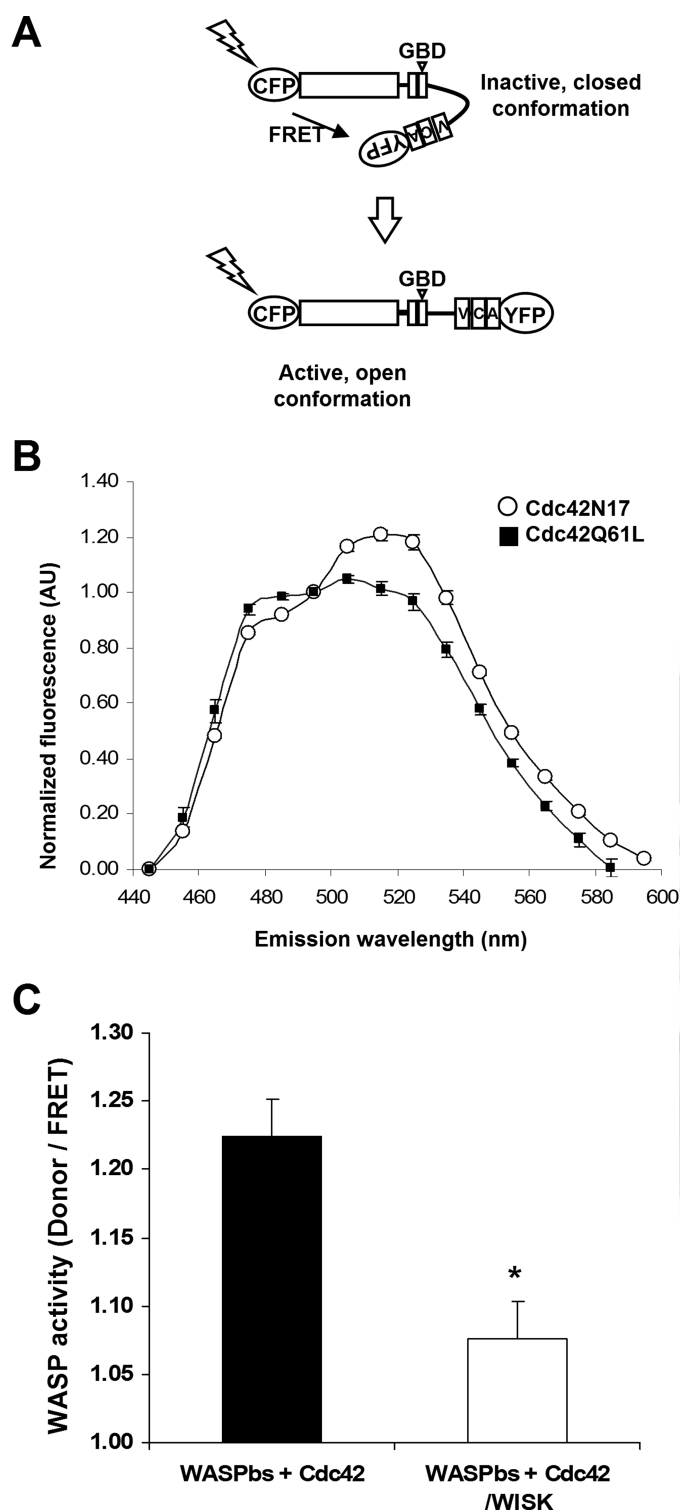 A
GBD
CFP
Inactive, closed
conformation
FRET
YFP
A C V
GBD
CFP
V C A YFP
Active, open
conformation
B
1.40
1.20
1.00
0.80
0.60
0.40
0.20
0.00
Normalized fluorescence (AU)
Cdc42N17
Cdc42Q61L
440 460 480 500 520 540 560 580 600
Emission wavelength (nm)
C
1.30
1.25
1.20
1.15
1.10
1.05
1.00
WASP activity (Donor / FRET)
*
WASPbs + Cdc42
WASPbs + Cdc42
/WISK